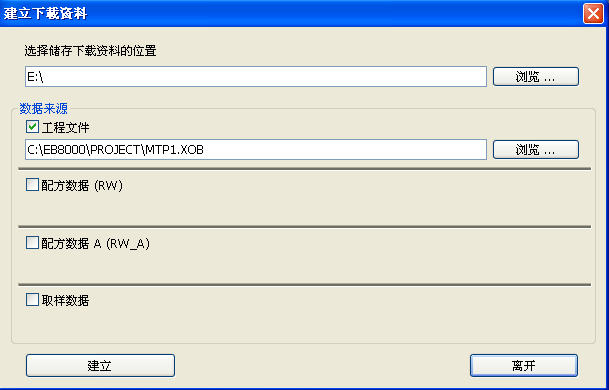 建立下载资料
选择储存下载资料的位置
E:\
浏览 ...
数据来源
工程文件
C:\EB8000\PROJECT\MTP1.XOB
浏览 ...
配方数据 (RW)
配方数据 A (RW_A)
取样数据
建立
离开